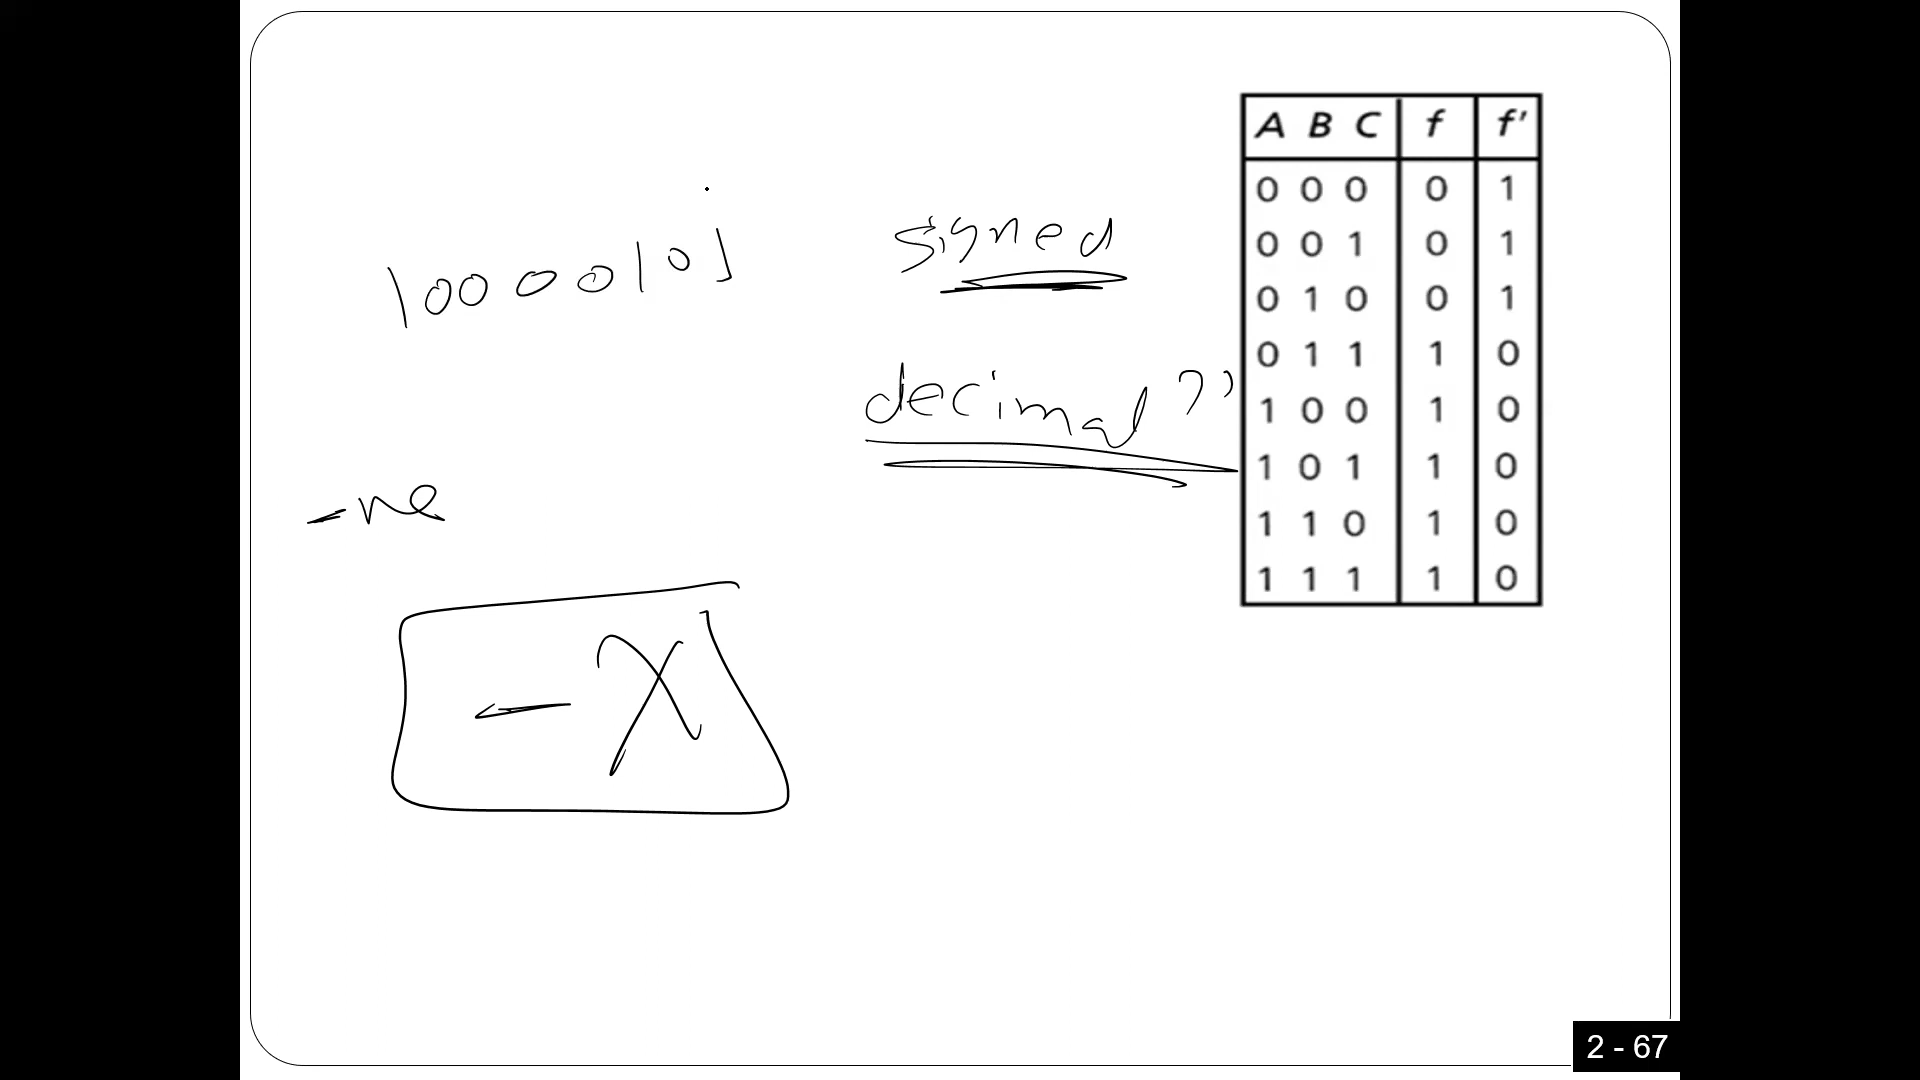 10000101
signed
decimal ??
-ve
-X
A B C f f'
0 0 0 0 1
0 0 1 0 1
0 1 0 0 1
0 1 1 1 0
1 0 0 1 0
1 0 1 1 0
1 1 0 1 0
1 1 1 1 0
2 - 67